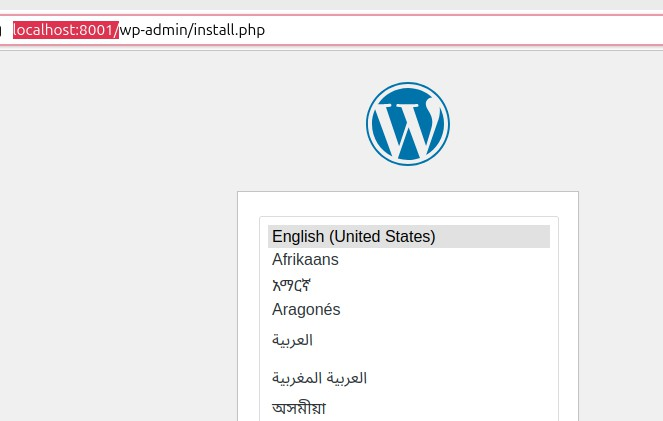 localhost:8001/wp-admin/install.php
W
English (United States)
Afrikaans
አማርኛ
Aragonés
العربية
العربية المغربية
অসমীয়া